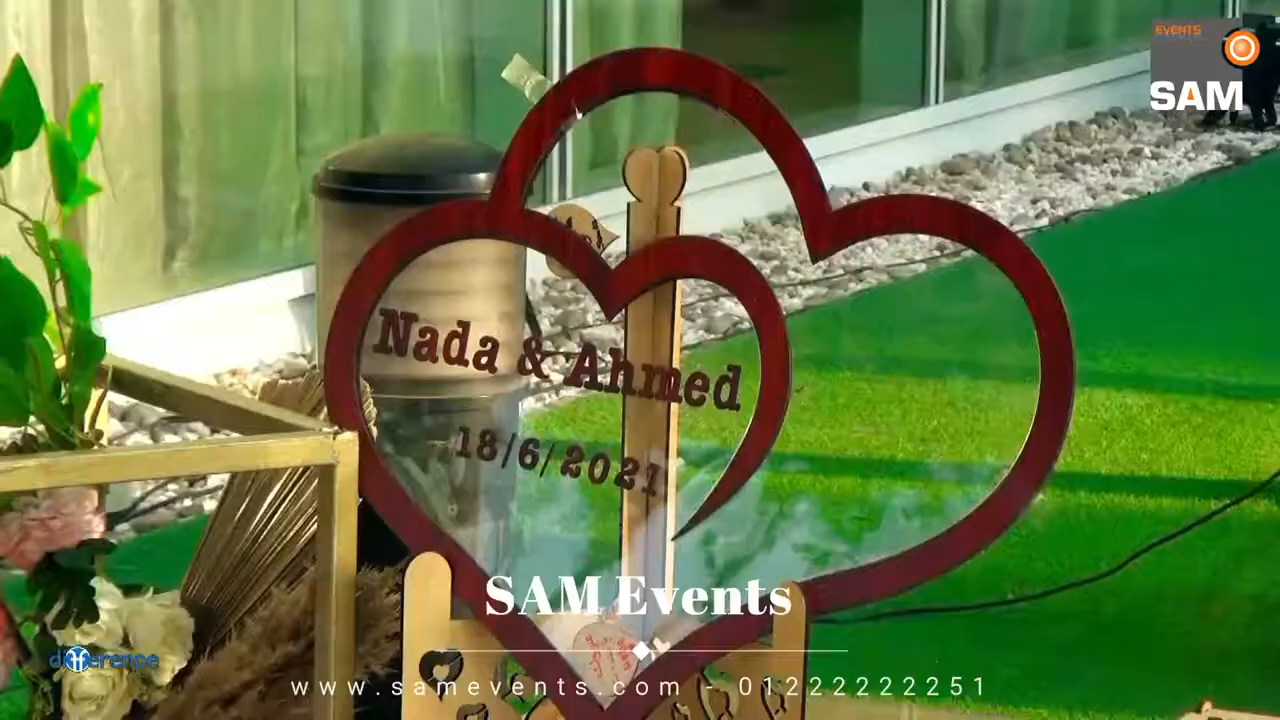 EVENTS
SAM
Nada & Ahmed
18/6/2021
SAM Events
difference
www.samevents.com - 01222222251